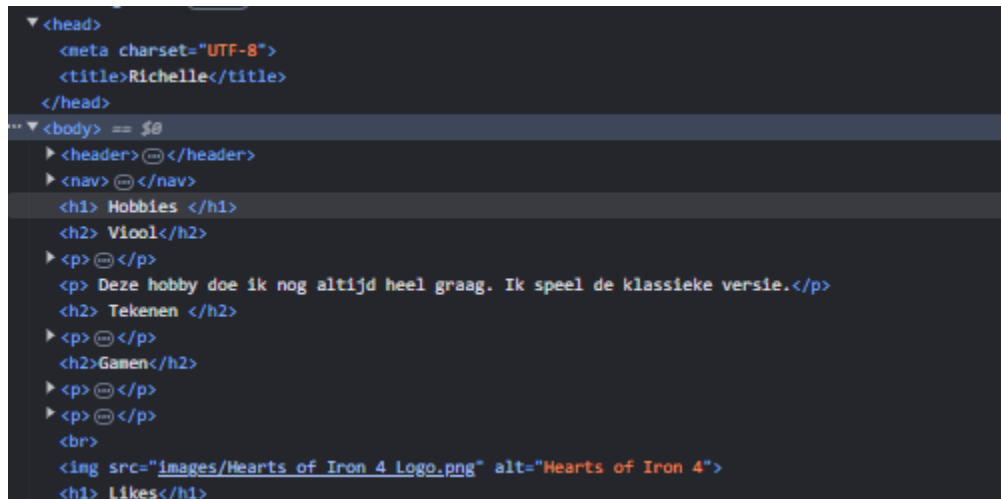 <head>
<meta charset="UTF-8">
<title>Richelle</title>
</head>
<body> == $0
<header>…</header>
<nav>…</nav>
<h1> Hobbies </h1>
<h2> Viool</h2>
<p>…</p>
<p> Deze hobby doe ik nog altijd heel graag. Ik speel de klassieke versie.</p>
<h2> Tekenen </h2>
<p>…</p>
<h2>Gamen</h2>
<p>…</p>
<p>…</p>
<br>
<img src="images/Hearts of Iron 4 Logo.png" alt="Hearts of Iron 4">
<h1> Likes</h1>